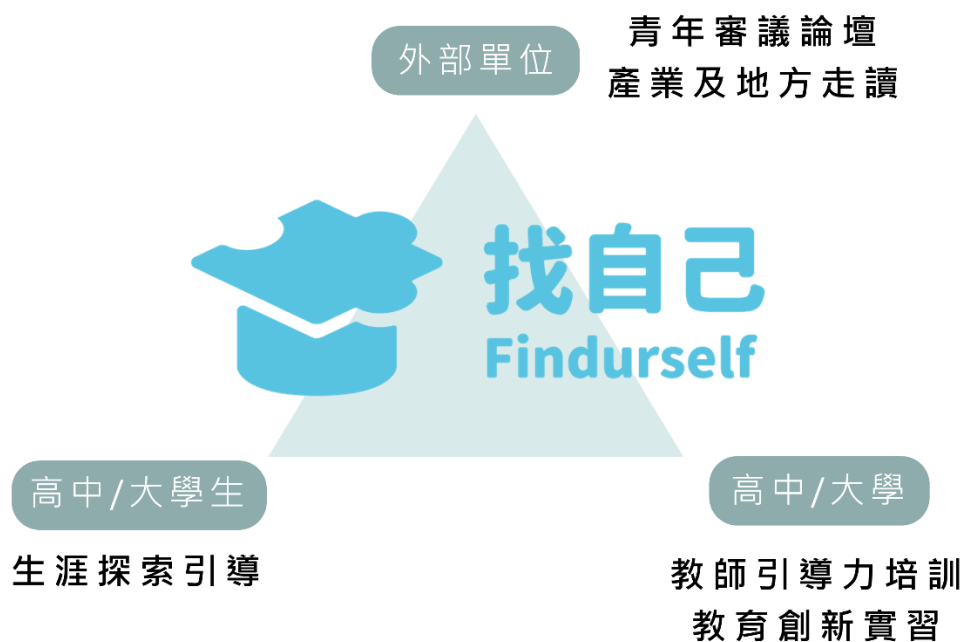 外部單位
青年審議論壇
產業及地方走讀
找自己
Findurself
高中/大學生
生涯探索引導
高中/大學
教師引導力培訓
教育創新實習